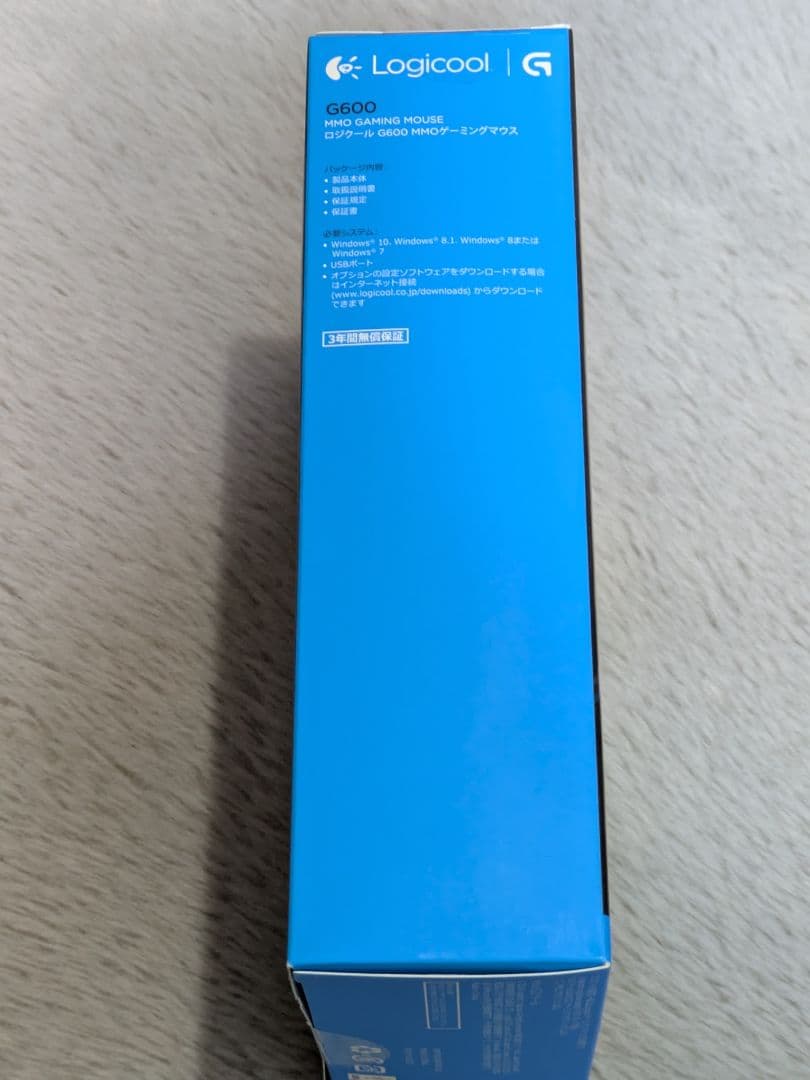 Logicool G
G600
MMO GAMING MOUSE
ロジクール G600 MMOゲーミングマウス
パッケージ内容:
• 製品本体
• 取扱説明書
• 保証規定
• 保証書
必要システム:
• Windows® 10、Windows® 8.1、Windows® 8または
Windows® 7
• USBポート
• オプションの設定ソフトウェアをダウンロードする場合
はインターネット接続
(www.logicool.co.jp/downloads) からダウンロード
できます
3年間無償保証